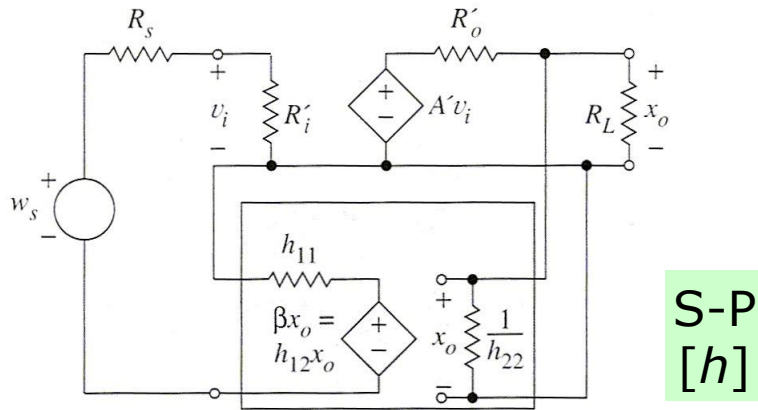 R_s
R´_o
+
v_i
−
R´_i
+
−
A´v_i
R_L
+
x_o
−
+
w_s
−
h_11
βx_o =
h_12x_o
+
−
+
x_o
−
1
h_22
S-P
[h]